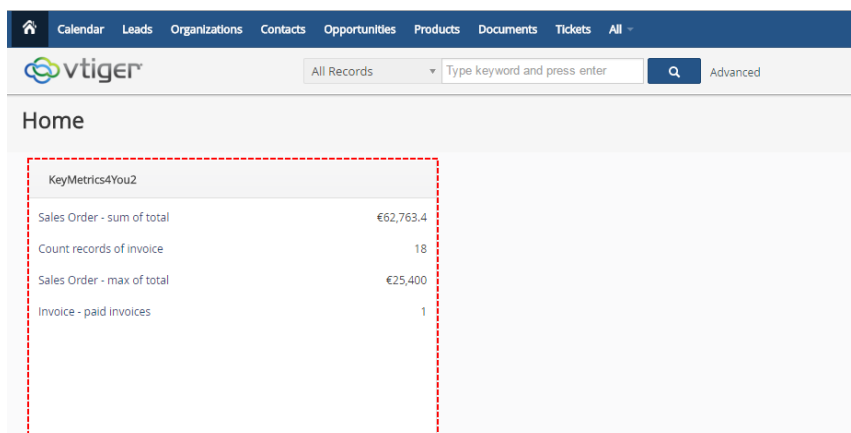 Calendar Leads Organizations Contacts Opportunities Products Documents Tickets All
vtiger All Records Type keyword and press enter Advanced
Home
KeyMetrics4You2
Sales Order - sum of total €62,763.4
Count records of invoice 18
Sales Order - max of total €25,400
Invoice - paid invoices 1